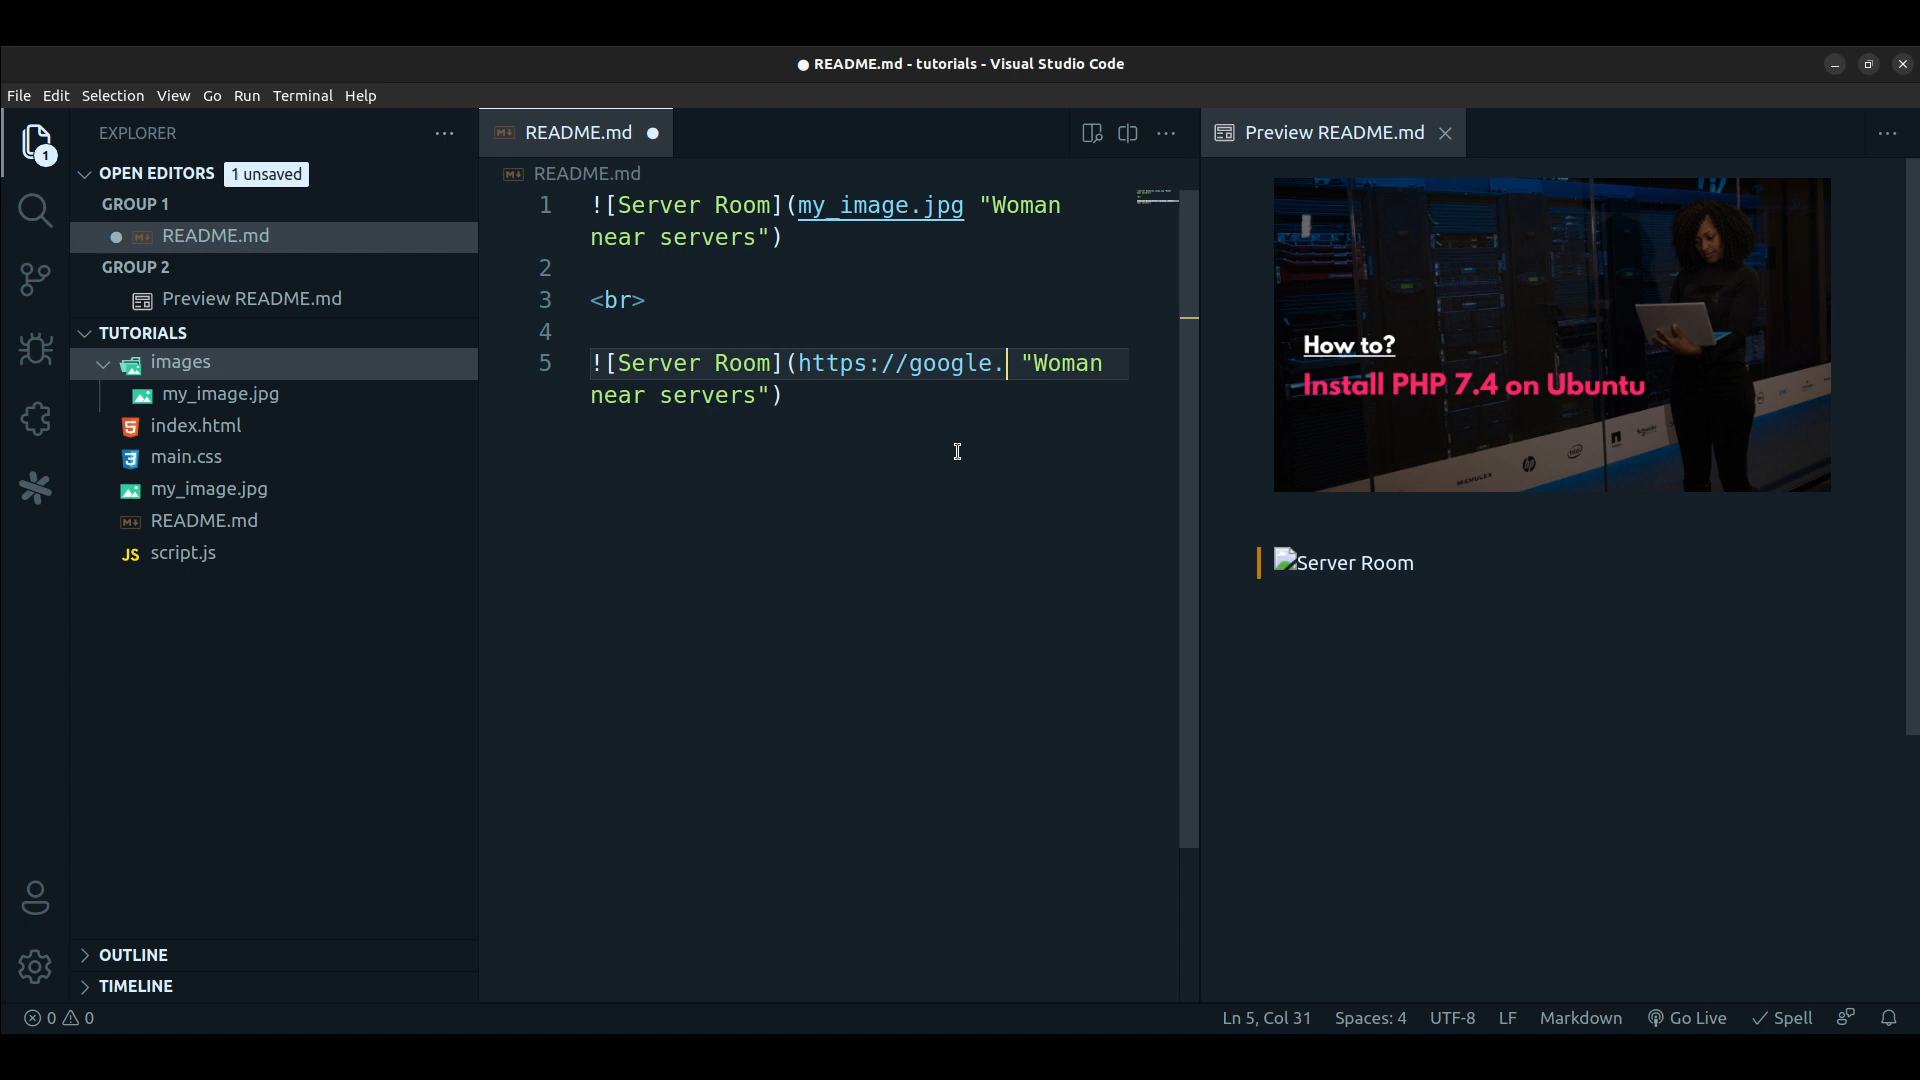 ● README.md - tutorials - Visual Studio Code
File Edit Selection View Go Run Terminal Help
EXPLORER
OPEN EDITORS 1 unsaved
GROUP 1
README.md
GROUP 2
Preview README.md
TUTORIALS
images
my_image.jpg
index.html
main.css
my_image.jpg
README.md
JS script.js
OUTLINE
TIMELINE
README.md
README.md
1 ![Server Room](my_image.jpg "Woman
near servers")
2
3 <br>
4
5 ![Server Room](https://google. "Woman
near servers")
Preview README.md
How to?
Install PHP 7.4 on Ubuntu
EMULEX hp intel n Schneider
Server Room
0 0
Ln 5, Col 31 Spaces: 4 UTF-8 LF Markdown Go Live Spell